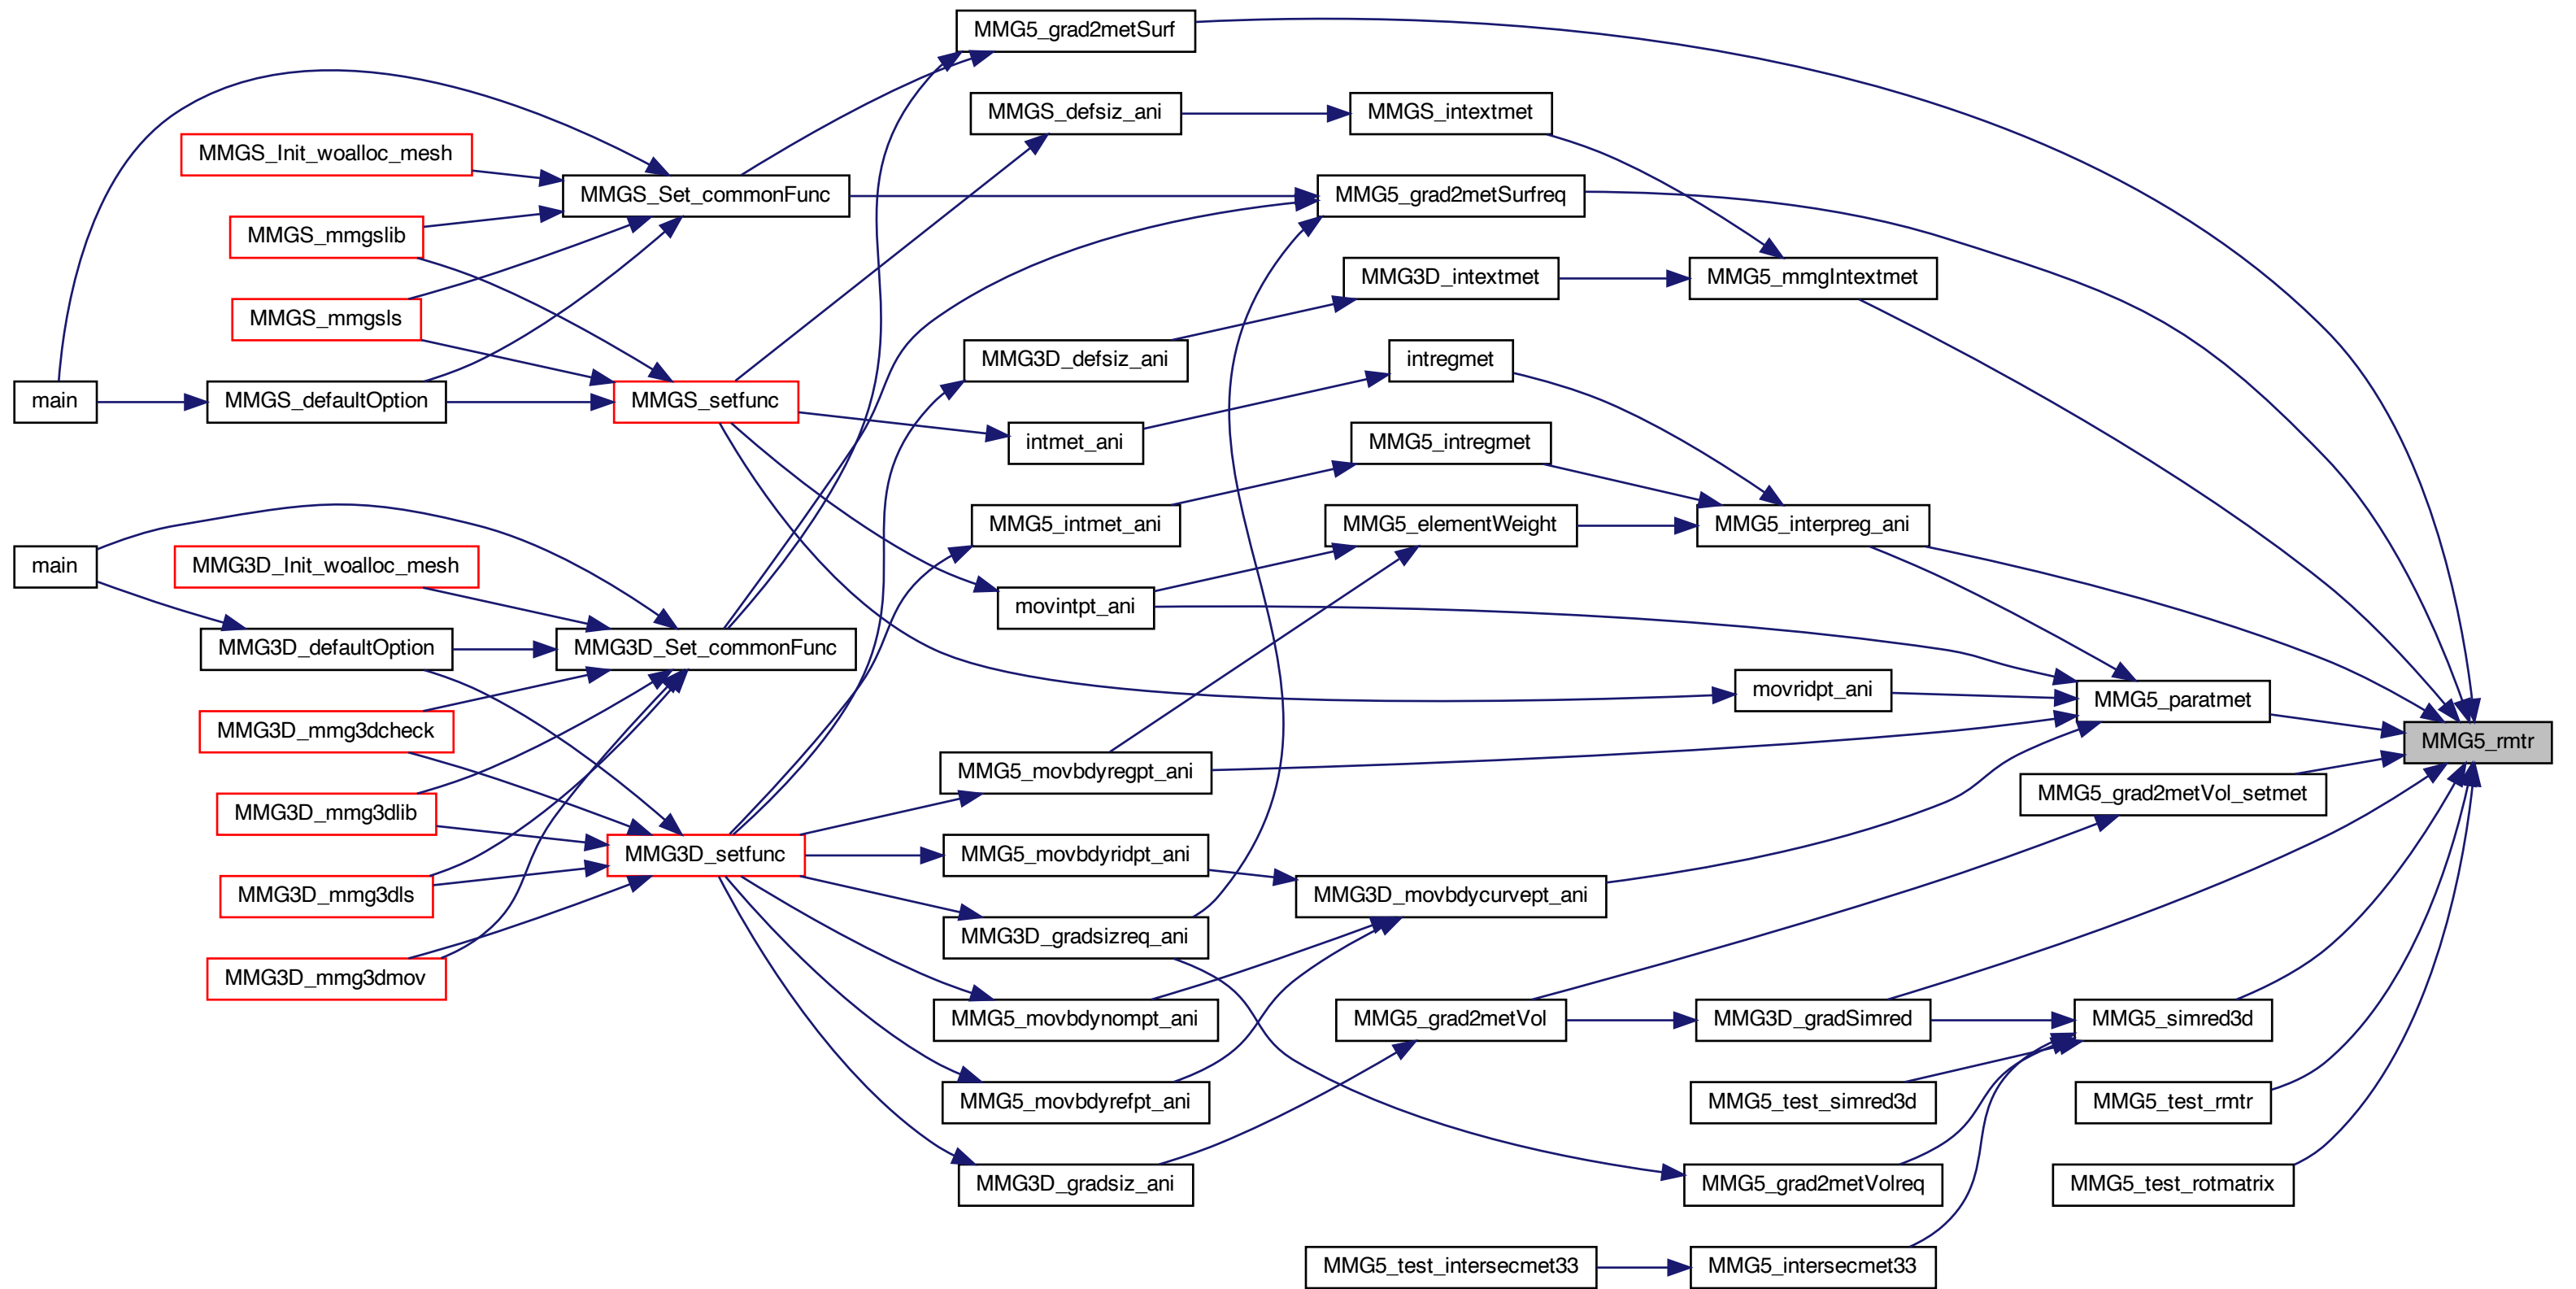 MMG5_grad2metSurf
MMGS_defsiz_ani
MMGS_intextmet
MMGS_Init_woalloc_mesh
MMGS_Set_commonFunc
MMG5_grad2metSurfreq
MMGS_mmgslib
MMG3D_intextmet
MMG5_mmgIntextmet
MMGS_mmgsls
MMG3D_defsiz_ani
intregmet
main
MMGS_defaultOption
MMGS_setfunc
intmet_ani
MMG5_intregmet
MMG5_intmet_ani
MMG5_elementWeight
MMG5_interpreg_ani
main
MMG3D_Init_woalloc_mesh
movintpt_ani
MMG3D_defaultOption
MMG3D_Set_commonFunc
movridpt_ani
MMG5_paratmet
MMG3D_mmg3dcheck
MMG5_rmtr
MMG5_movbdyregpt_ani
MMG5_grad2metVol_setmet
MMG3D_mmg3dlib
MMG3D_setfunc
MMG5_movbdyridpt_ani
MMG3D_mmg3dls
MMG3D_movbdycurvept_ani
MMG3D_gradsizreq_ani
MMG3D_mmg3dmov
MMG5_movbdynompt_ani
MMG5_grad2metVol
MMG3D_gradSimred
MMG5_simred3d
MMG5_movbdyrefpt_ani
MMG5_test_simred3d
MMG5_test_rmtr
MMG3D_gradsiz_ani
MMG5_grad2metVolreq
MMG5_test_rotmatrix
MMG5_test_intersecmet33
MMG5_intersecmet33